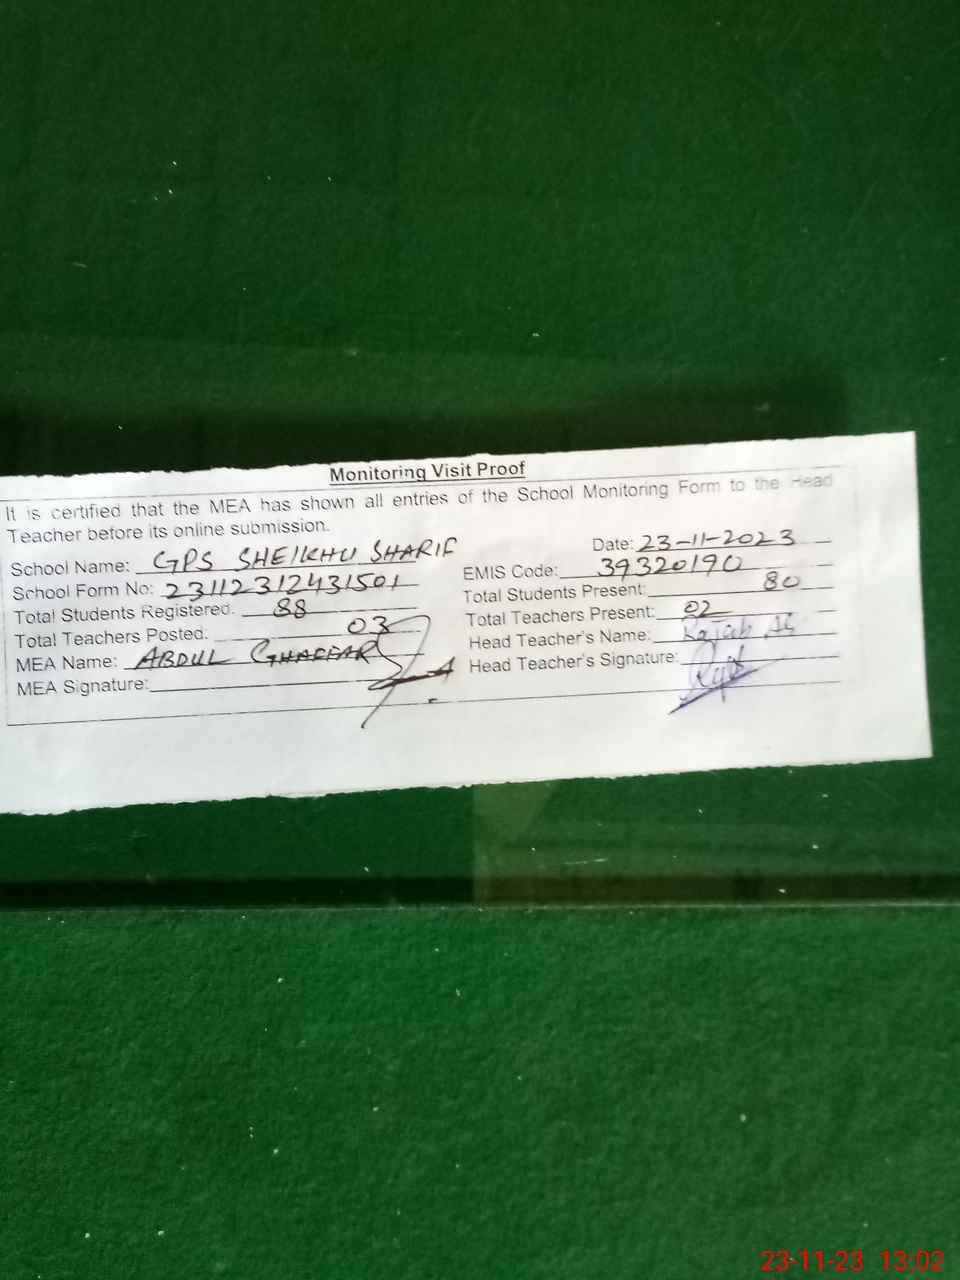 Monitoring Visit Proof
It is certified that the MEA has shown all entries of the School Monitoring Form to the Head
Teacher before its online submission.
Date: 23-11-2023
School Name: GPS SHEIKHU SHARIF
EMIS Code: 39320190
School Form No: 23112312431501
Total Students Present: 80
Total Students Registered: 88
Total Teachers Present: 02
Total Teachers Posted: 03
Head Teacher's Name: Rajab Ali
MEA Name: ABDUL GHAFFAR
Head Teacher's Signature:
MEA Signature:
23-11-23 13:02